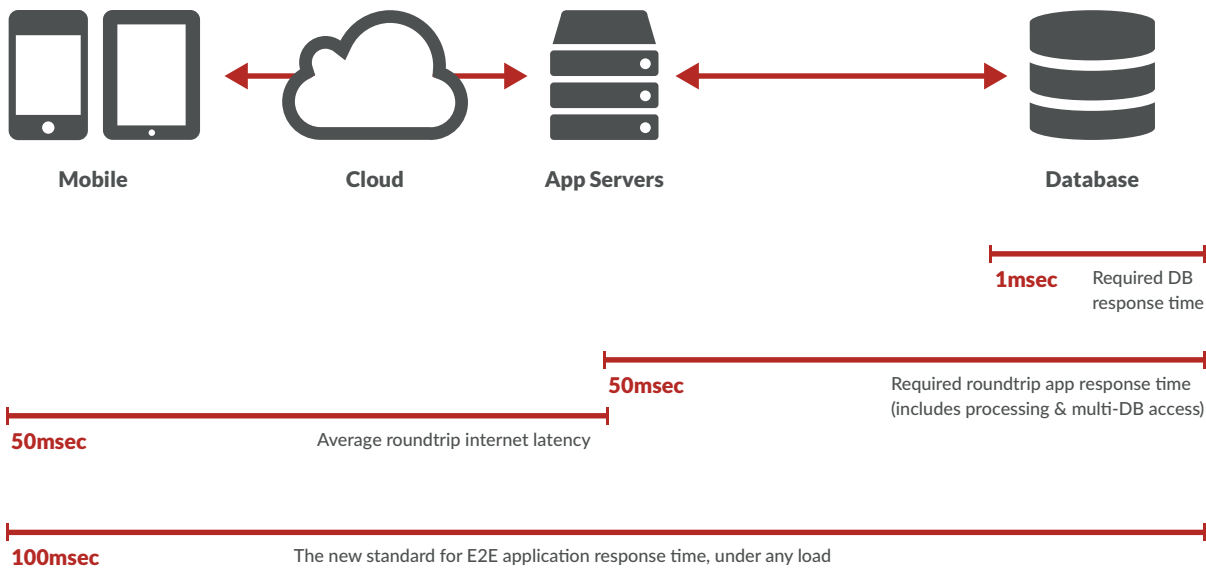 Mobile
Cloud
App Servers
Database
1msec
Required DB
response time
50msec
Required roundtrip app response time
(includes processing & multi-DB access)
50msec
Average roundtrip internet latency
100msec
The new standard for E2E application response time, under any load